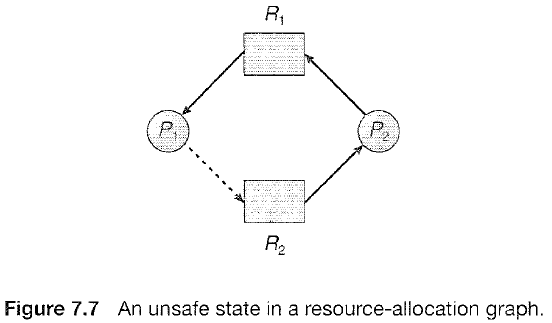 R₁
P₁
P₂
R₂
Figure 7.7 An unsafe state in a resource-allocation graph.